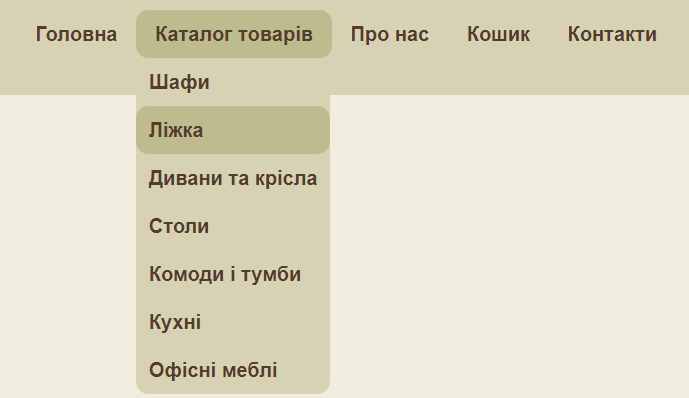 Головна Каталог товарів Про нас Кошик Контакти
Шафи
Ліжка
Дивани та крісла
Столи
Комоди і тумби
Кухні
Офісні меблі